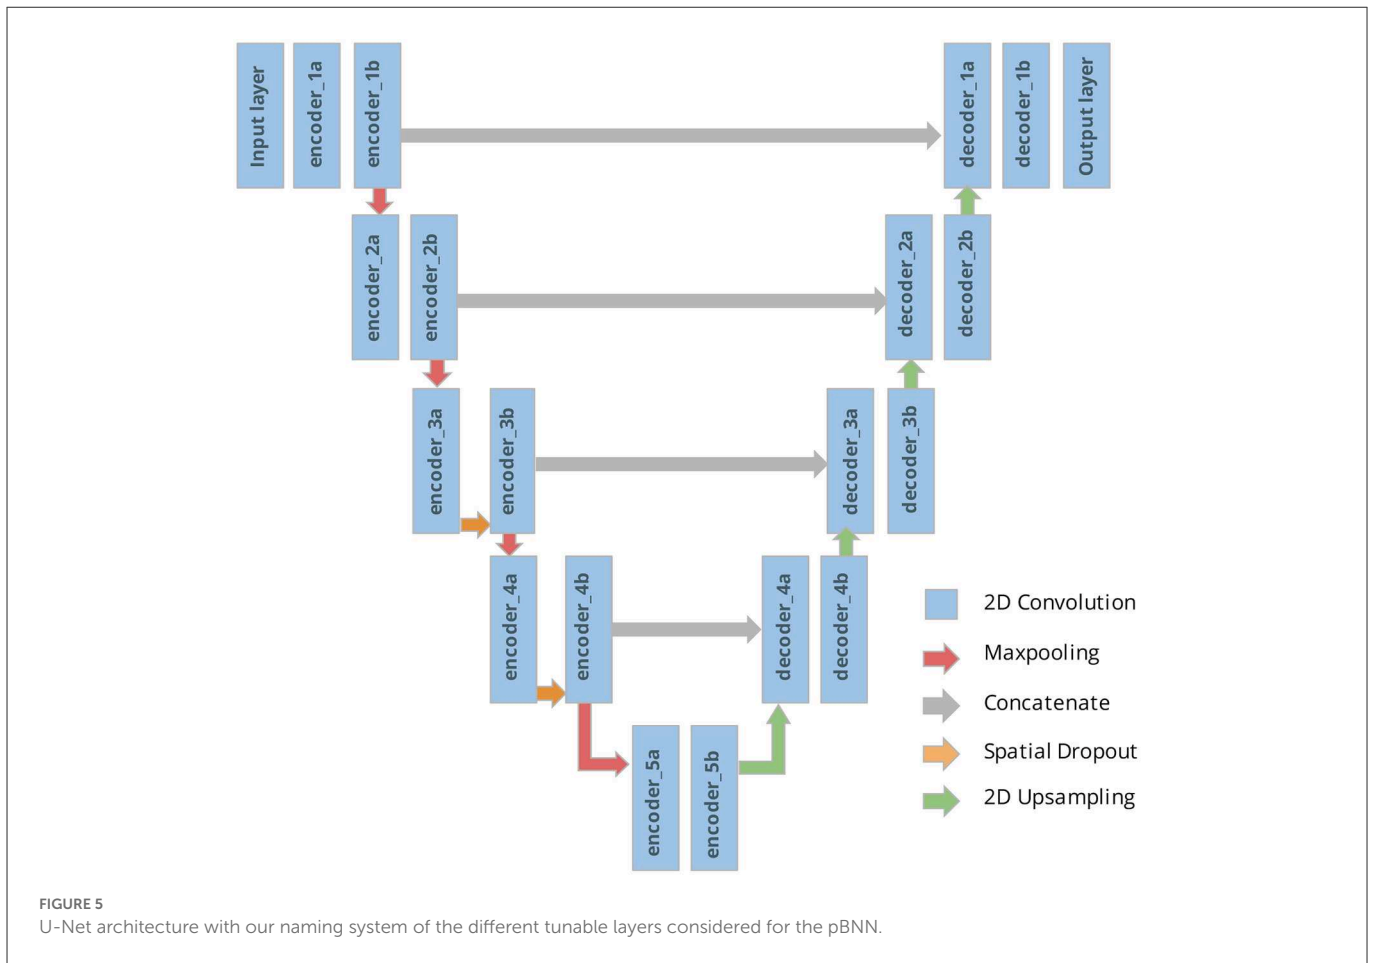 Input layer
encoder_1a
encoder_1b
decoder_1a
decoder_1b
Output layer
encoder_2a
encoder_2b
decoder_2a
decoder_2b
encoder_3a
encoder_3b
decoder_3a
decoder_3b
encoder_4a
encoder_4b
decoder_4a
decoder_4b
encoder_5a
encoder_5b
2D Convolution
Maxpooling
Concatenate
Spatial Dropout
2D Upsampling
FIGURE 5
U-Net architecture with our naming system of the different tunable layers considered for the pBNN.